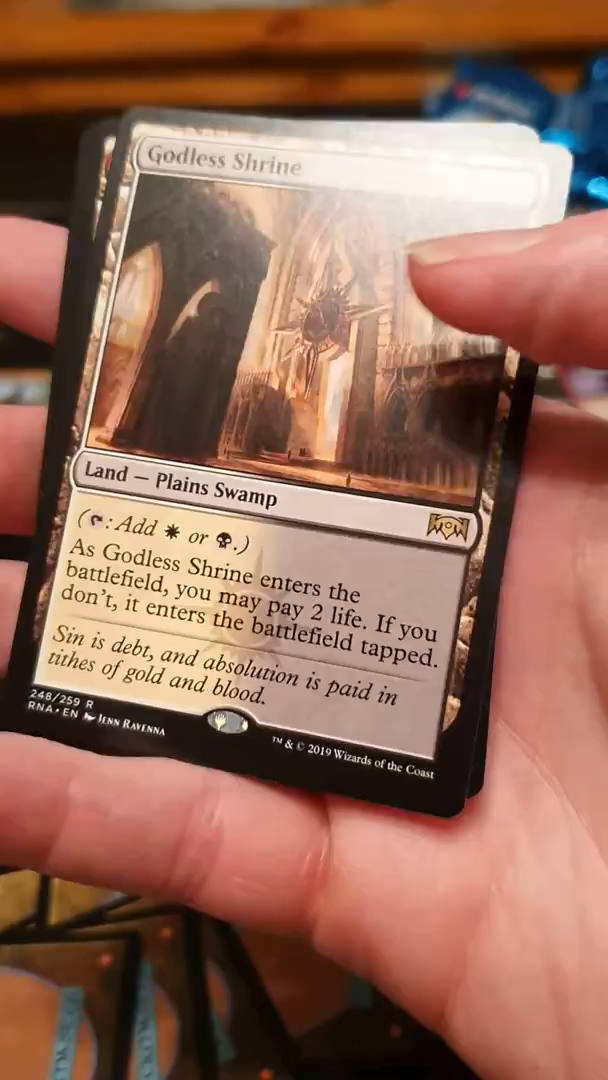 Godless Shrine
Land — Plains Swamp
(T: Add ☀ or 💀.)
As Godless Shrine enters the
battlefield, you may pay 2 life. If you
don't, it enters the battlefield tapped.
Sin is debt, and absolution is paid in
tithes of gold and blood.
248/259 R
RNA • EN JENN RAVENNA
™ & © 2019 Wizards of the Coast